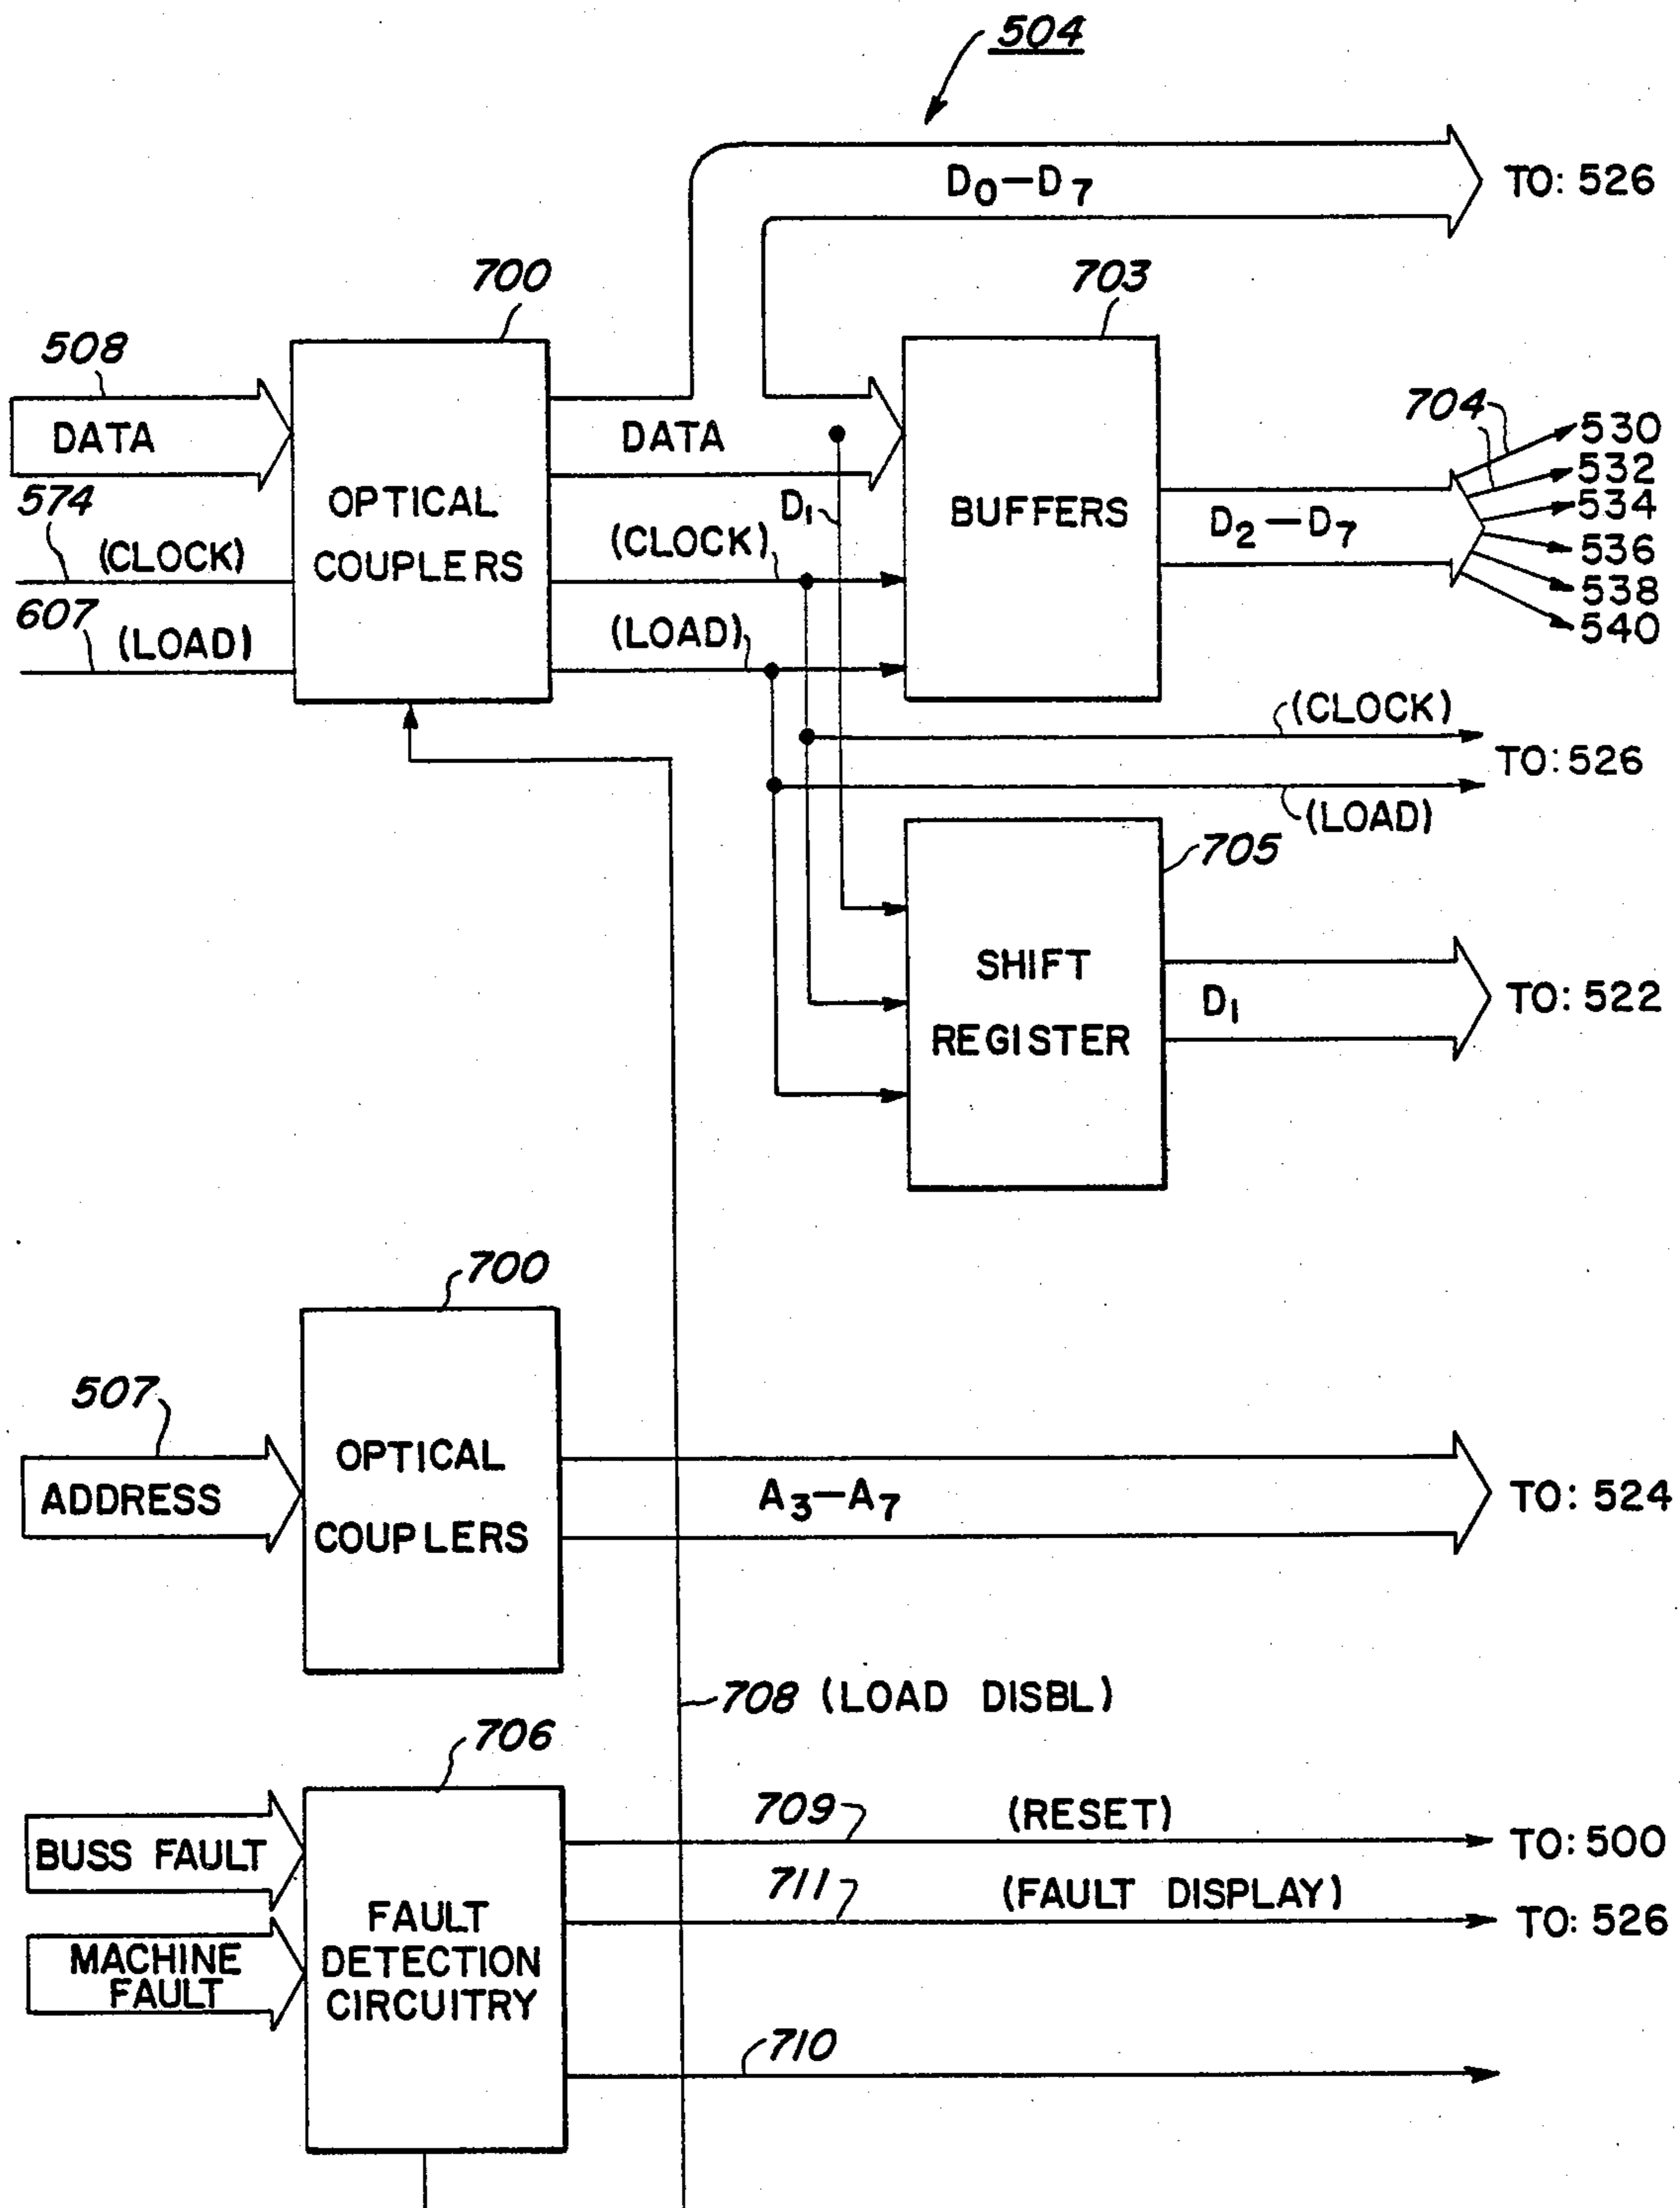 504
D0–D7
TO: 526
700
703
508
DATA
OPTICAL
COUPLERS
DATA
BUFFERS
D1
704
530
532
534
536
538
540
D2–D7
574
(CLOCK)
(CLOCK)
607
(LOAD)
(LOAD)
(CLOCK)
TO: 526
(LOAD)
705
SHIFT
REGISTER
D1
TO: 522
700
507
ADDRESS
OPTICAL
COUPLERS
A3–A7
TO: 524
708 (LOAD DISBL)
706
BUSS FAULT
MACHINE
FAULT
FAULT
DETECTION
CIRCUITRY
709
(RESET)
TO: 500
711
(FAULT DISPLAY)
TO: 526
710